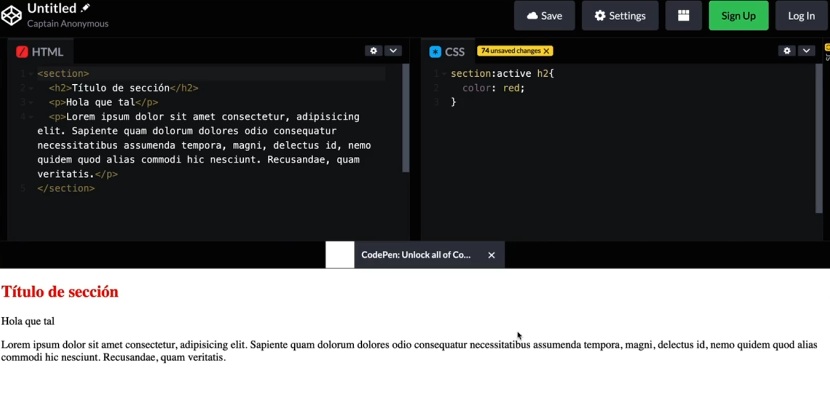 Untitled
Captain Anonymous
Save
Settings
Sign Up
Log In
HTML
1 <section>
2 <h2>Título de sección</h2>
3 <p>Hola que tal</p>
4 <p>Lorem ipsum dolor sit amet consectetur, adipisicing
elit. Sapiente quam dolorum dolores odio consequatur
necessitatibus assumenda tempora, magni, delectus id, nemo
quidem quod alias commodi hic nesciunt. Recusandae, quam
veritatis.</p>
5 </section>
CSS
74 unsaved changes X
1 section:active h2{
2 color: red;
3 }
CodePen: Unlock all of Co...
Título de sección
Hola que tal
Lorem ipsum dolor sit amet consectetur, adipisicing elit. Sapiente quam dolorum dolores odio consequatur necessitatibus assumenda tempora, magni, delectus id, nemo quidem quod alias
commodi hic nesciunt. Recusandae, quam veritatis.